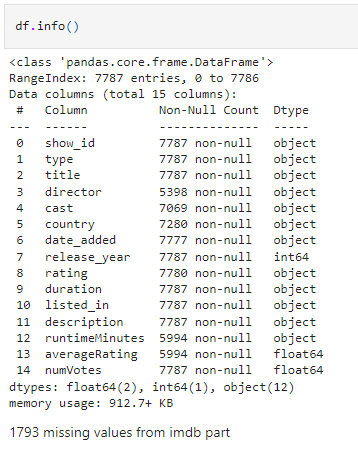 df.info()
<class 'pandas.core.frame.DataFrame'>
RangeIndex: 7787 entries, 0 to 7786
Data columns (total 15 columns):
 #   Column          Non-Null Count  Dtype
---  ------          --------------  -----
 0   show_id         7787 non-null   object
 1   type            7787 non-null   object
 2   title           7787 non-null   object
 3   director        5398 non-null   object
 4   cast            7069 non-null   object
 5   country         7280 non-null   object
 6   date_added      7777 non-null   object
 7   release_year    7787 non-null   int64
 8   rating          7780 non-null   object
 9   duration        7787 non-null   object
 10  listed_in       7787 non-null   object
 11  description     7787 non-null   object
 12  runtimeMinutes  5994 non-null   object
 13  averageRating   5994 non-null   float64
 14  numVotes        7787 non-null   float64
dtypes: float64(2), int64(1), object(12)
memory usage: 912.7+ KB
1793 missing values from imdb part